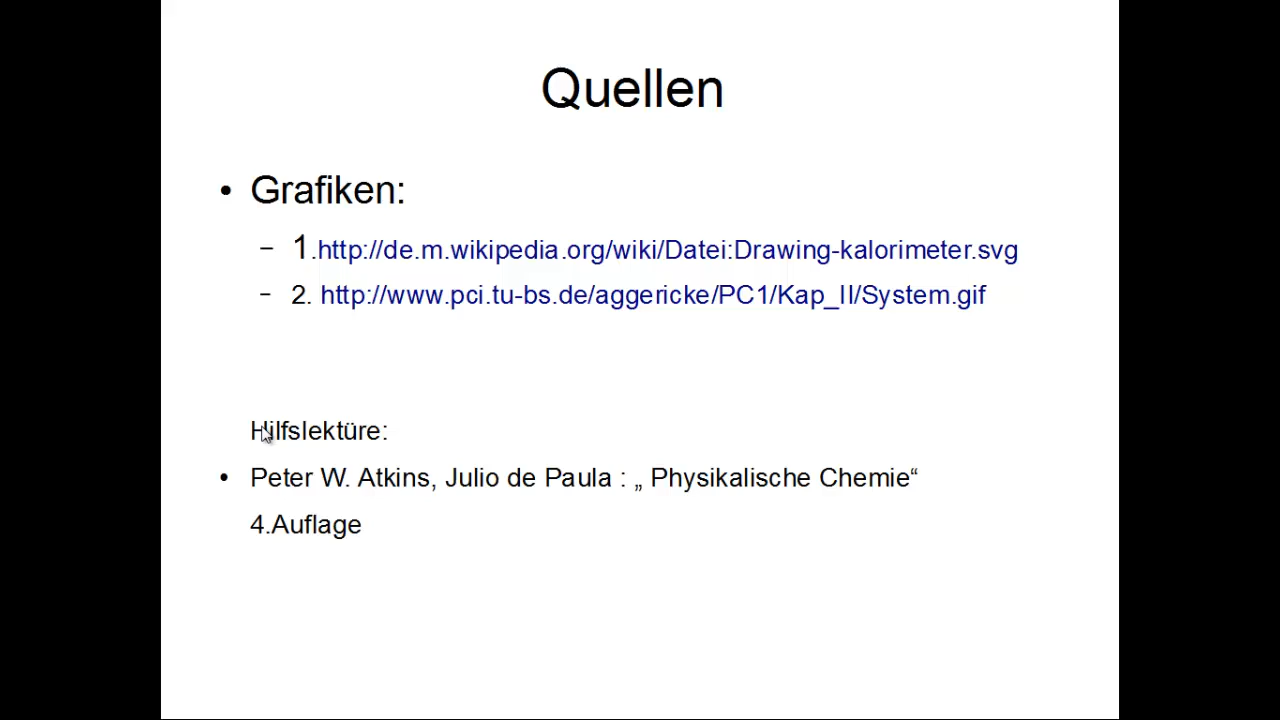 Quellen
• Grafiken:
– 1.http://de.m.wikipedia.org/wiki/Datei:Drawing-kalorimeter.svg
– 2. http://www.pci.tu-bs.de/aggericke/PC1/Kap_II/System.gif
Hilfslektüre:
• Peter W. Atkins, Julio de Paula : „ Physikalische Chemie“
4.Auflage